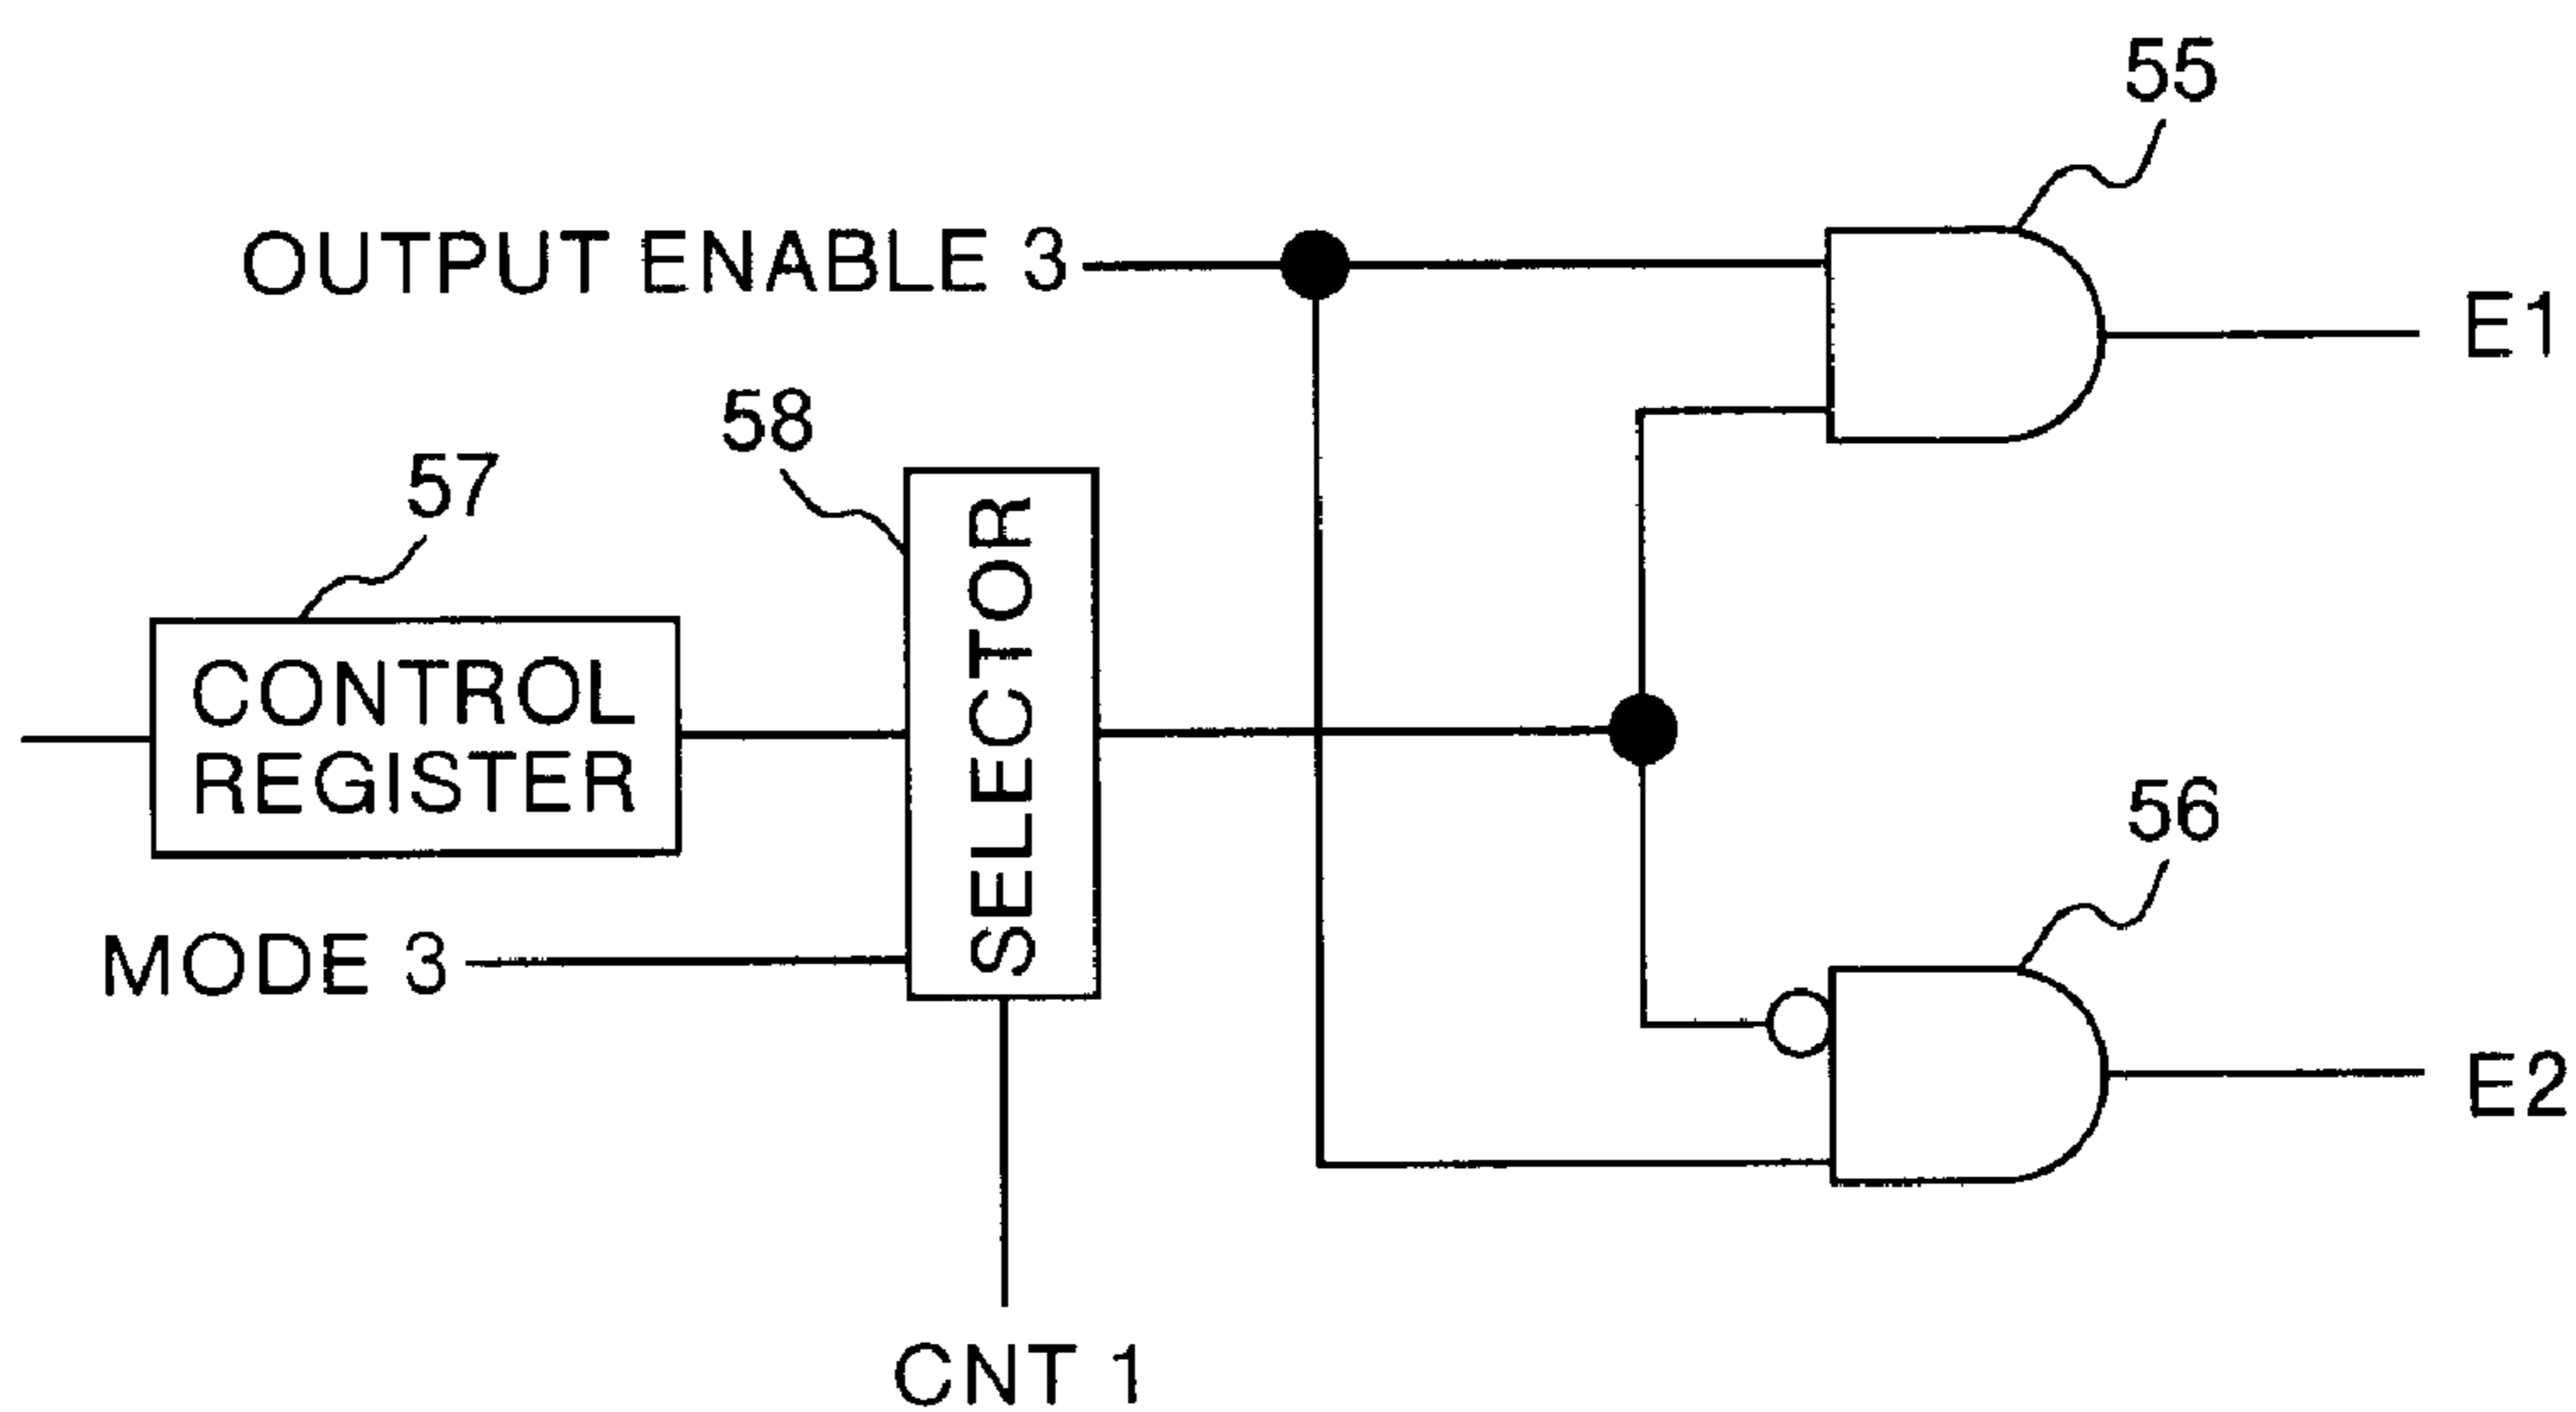 55
OUTPUT ENABLE 3
E1
58
57
SELECTOR
CONTROL
REGISTER
56
MODE 3
E2
CNT 1